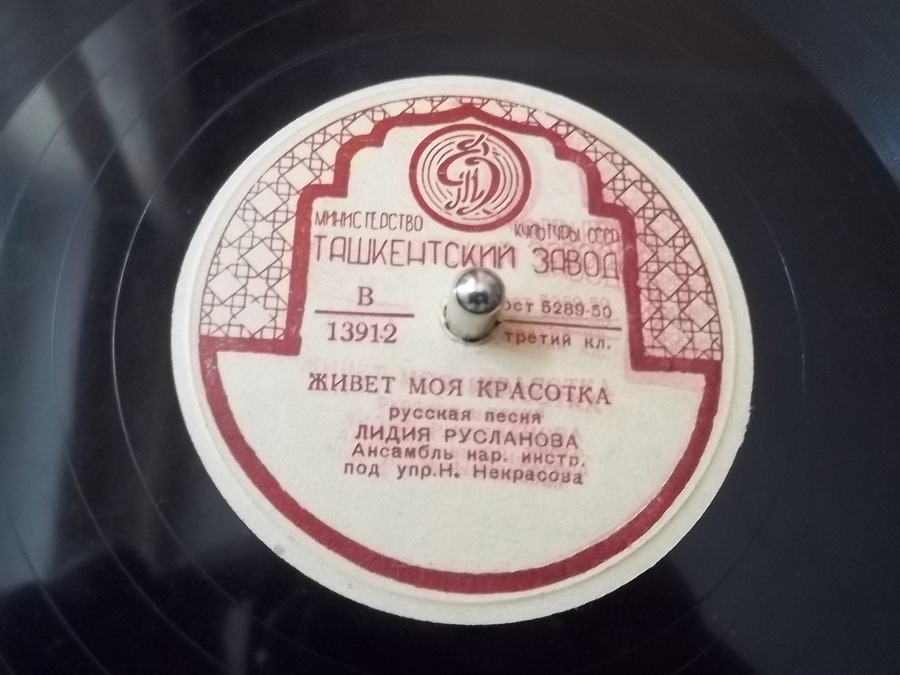 МИНИСТЕРСТВО КУЛЬТУРЫ СССР
ТАШКЕНТСКИЙ ЗАВОД
В
13912
ОСТ 5289-50
третий кл.
ЖИВЕТ МОЯ КРАСОТКА
русская песня
ЛИДИЯ РУСЛАНОВА
Ансамбль нар. инстр.
под упр.Н. Некрасова